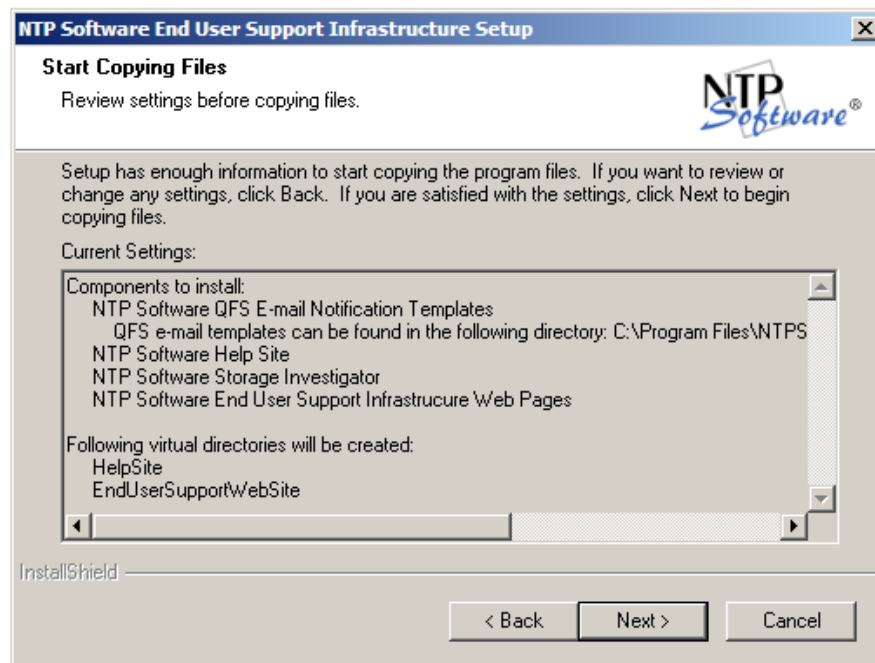 NTP Software End User Support Infrastructure Setup
Start Copying Files
Review settings before copying files.
NTP
Software®
Setup has enough information to start copying the program files. If you want to review or
change any settings, click Back. If you are satisfied with the settings, click Next to begin
copying files.
Current Settings:
Components to install:
NTP Software QFS E-mail Notification Templates
QFS e-mail templates can be found in the following directory: C:\Program Files\NTPS
NTP Software Help Site
NTP Software Storage Investigator
NTP Software End User Support Infrastrucure Web Pages
Following virtual directories will be created:
HelpSite
EndUserSupportWebSite
InstallShield
< Back
Next >
Cancel